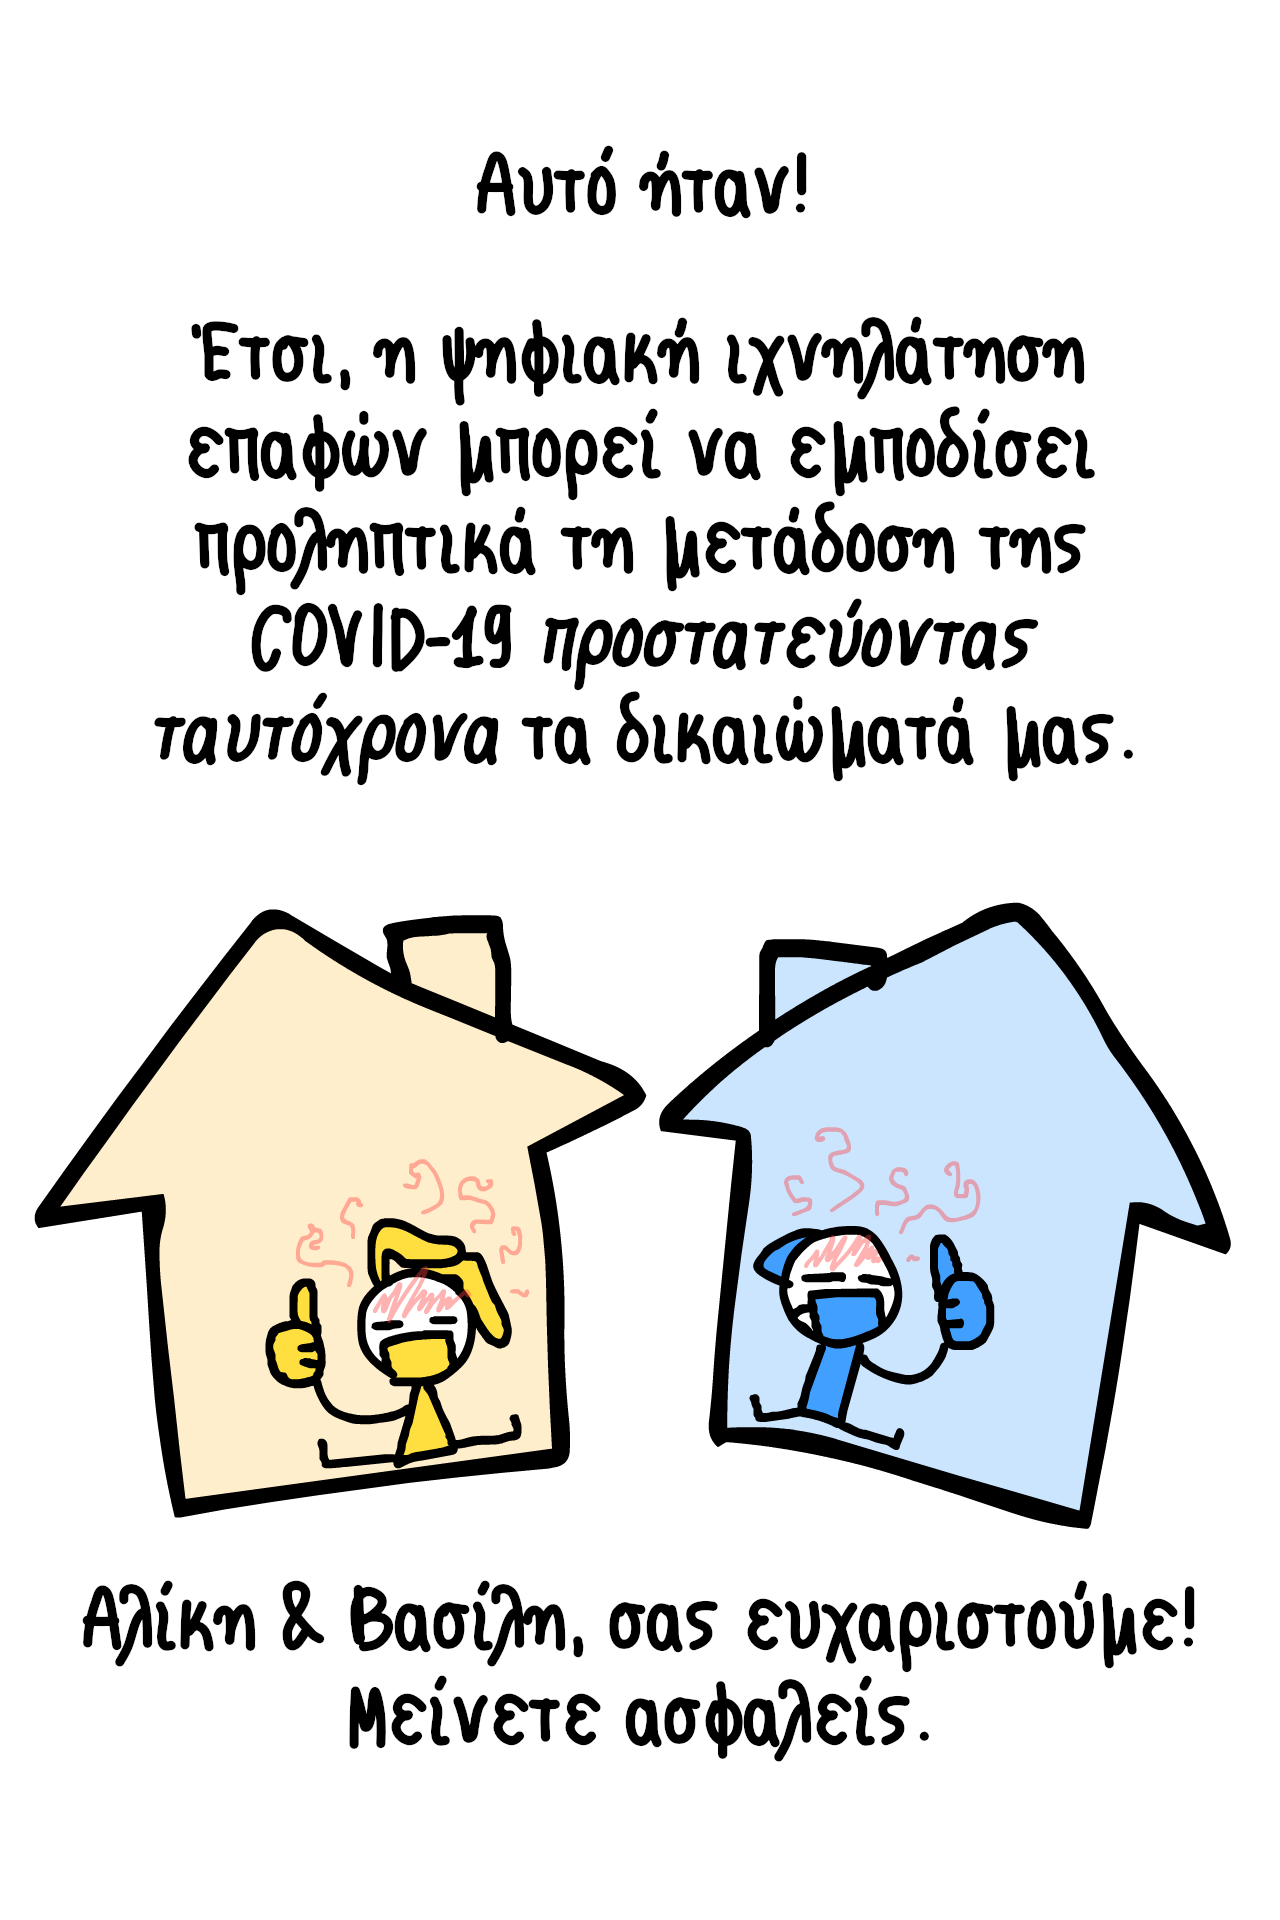 Αυτό ήταν!
Έτσι, η ψηφιακή ιχνηλάτηση
επαφών μπορεί να εμποδίσει
προληπτικά τη μετάδοση της
COVID-19 προστατεύοντας
ταυτόχρονα τα δικαιώματά μας.
Αλίκη & Βασίλη, σας ευχαριστούμε!
Μείνετε ασφαλείς.